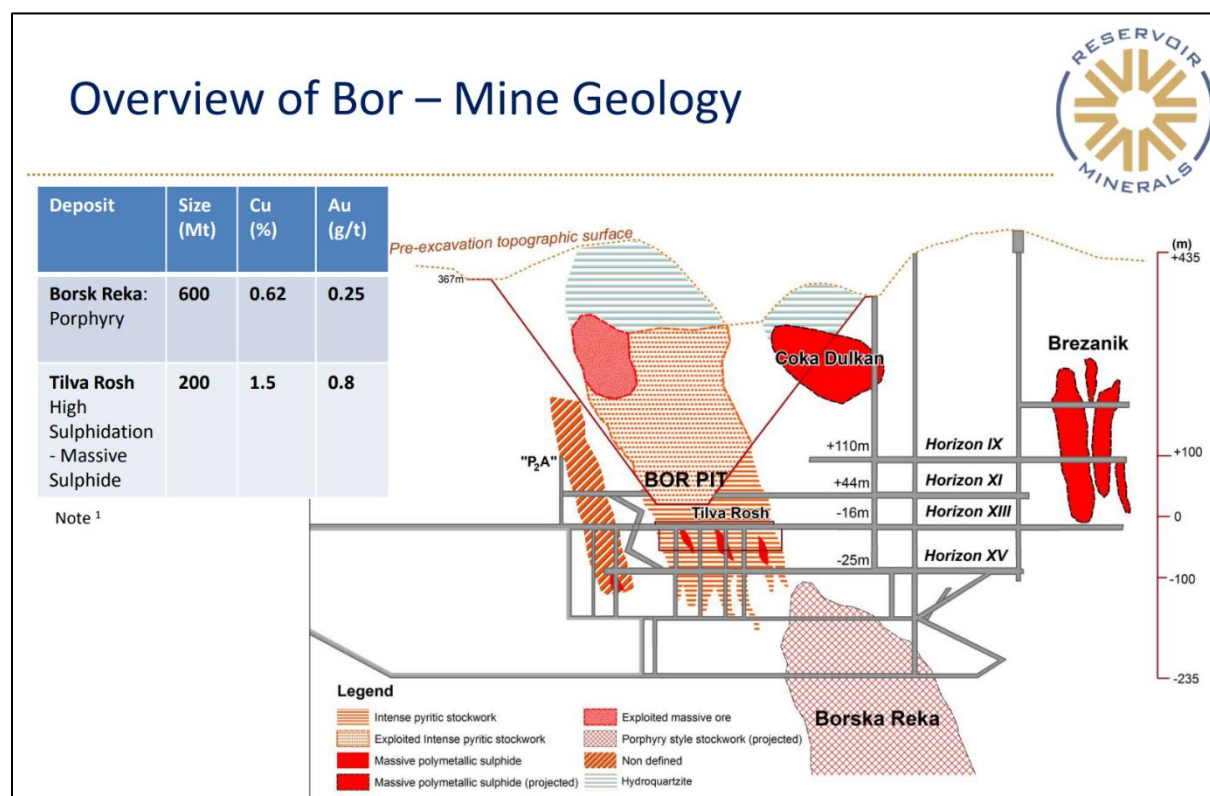 Overview of Bor – Mine Geology
RESERVOIR
MINERALS
Deposit
Size
(Mt)
Cu
(%)
Au
(g/t)
Borsk Reka:
Porphyry
600
0.62
0.25
Tilva Rosh
High
Sulphidation
- Massive
Sulphide
200
1.5
0.8
Note ¹
Pre-excavation topographic surface
367m
(m)
+435
Coka Dulkan
Brezanik
"P₂A"
BOR PIT
Tilva Rosh
+110m
Horizon IX
+100
+44m
Horizon XI
-16m
Horizon XIII
0
-25m
Horizon XV
-100
-235
Borska Reka
Legend
Intense pyritic stockwork
Exploited Intense pyritic stockwork
Massive polymetallic sulphide
Massive polymetallic sulphide (projected)
Exploited massive ore
Porphyry style stockwork (projected)
Non defined
Hydroquartzite